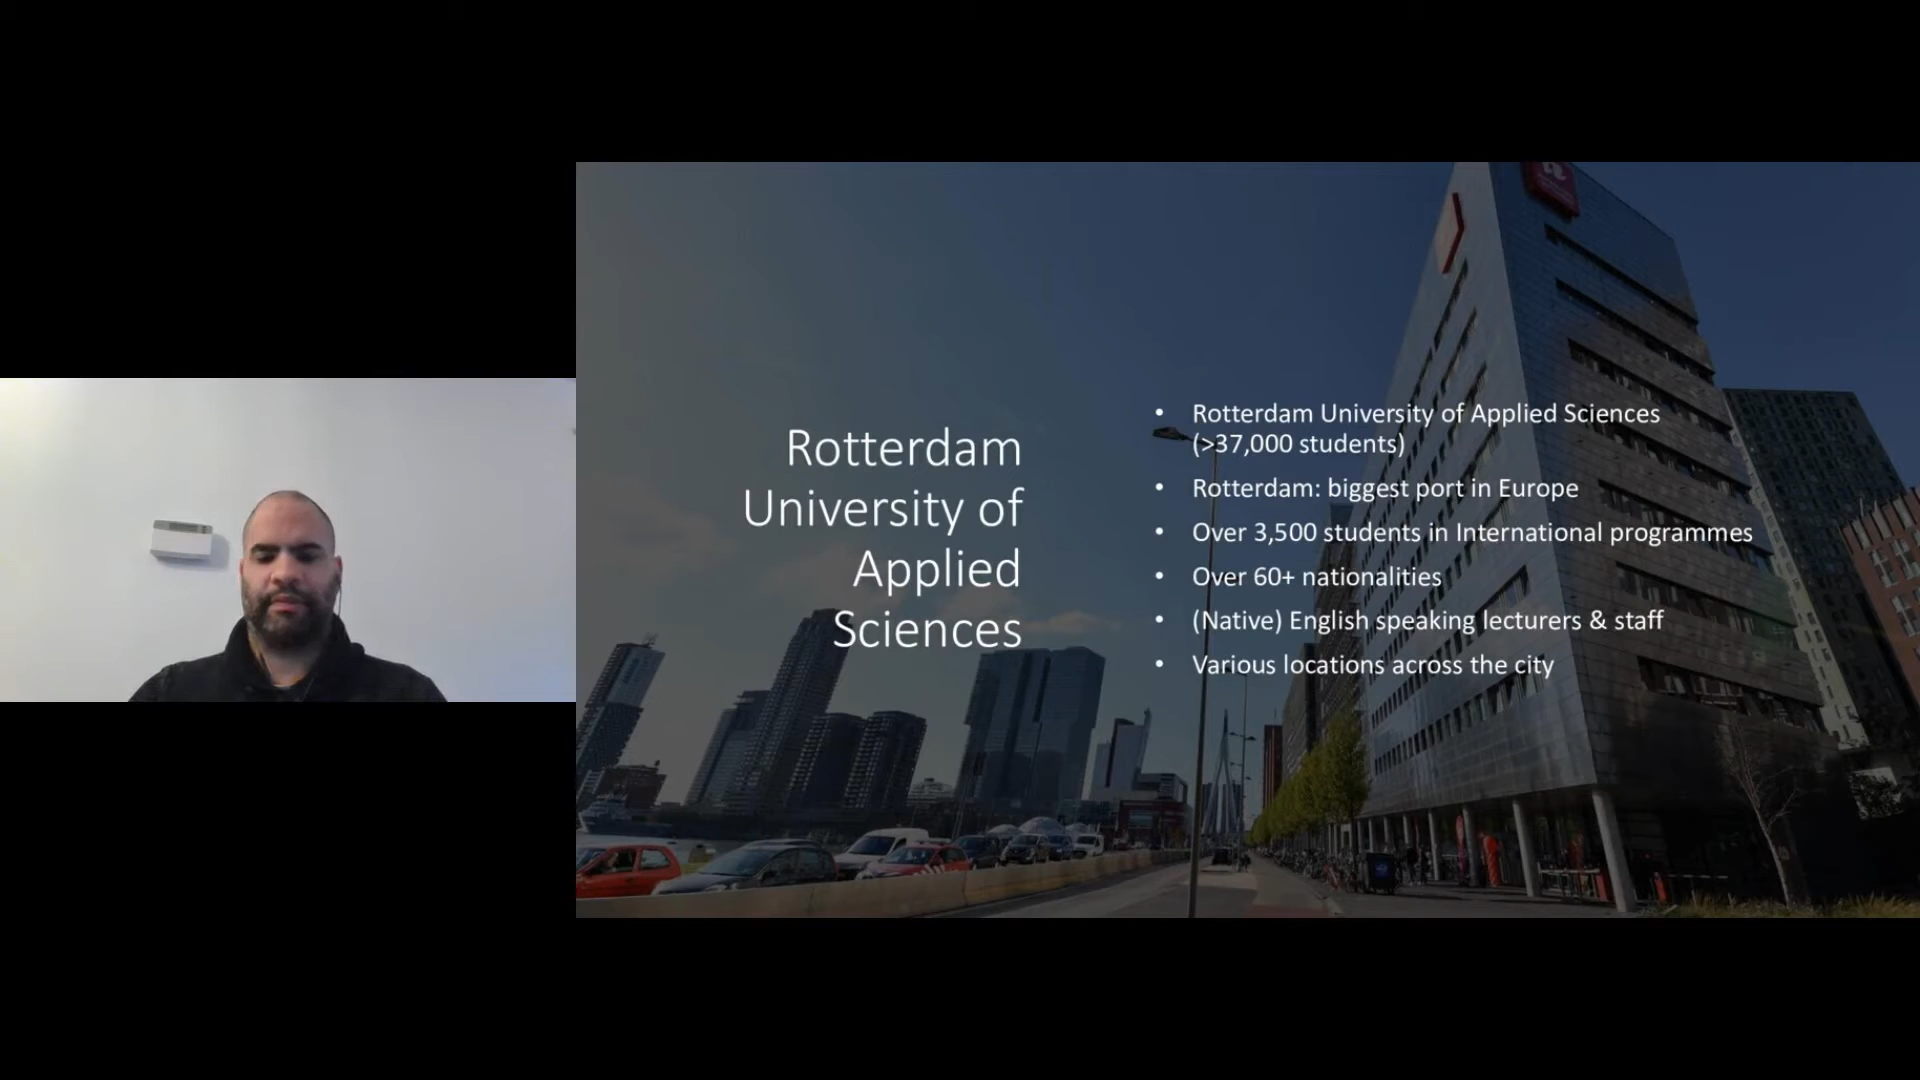 Rotterdam
University of
Applied
Sciences
• Rotterdam University of Applied Sciences
(>37,000 students)
• Rotterdam: biggest port in Europe
• Over 3,500 students in International programmes
• Over 60+ nationalities
• (Native) English speaking lecturers & staff
• Various locations across the city